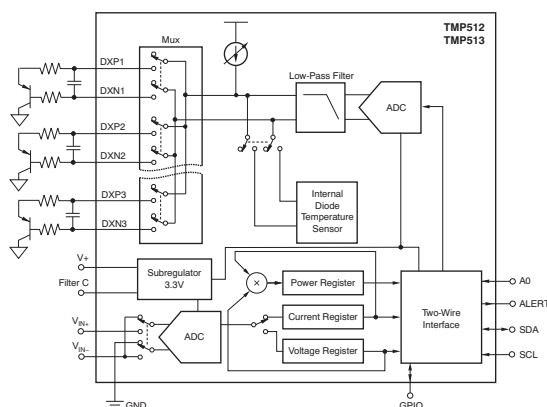 TMP512
TMP513
Mux
DXP1
DXN1
DXP2
DXN2
DXP3
DXN3
Low-Pass Filter
ADC
Internal
Diode
Temperature
Sensor
V+
Filter C
Subregulator
3.3V
VIN+
VIN–
ADC
×
Power Register
Current Register
Voltage Register
Two-Wire
Interface
A0
ALERT
SDA
SCL
GND
GPIO